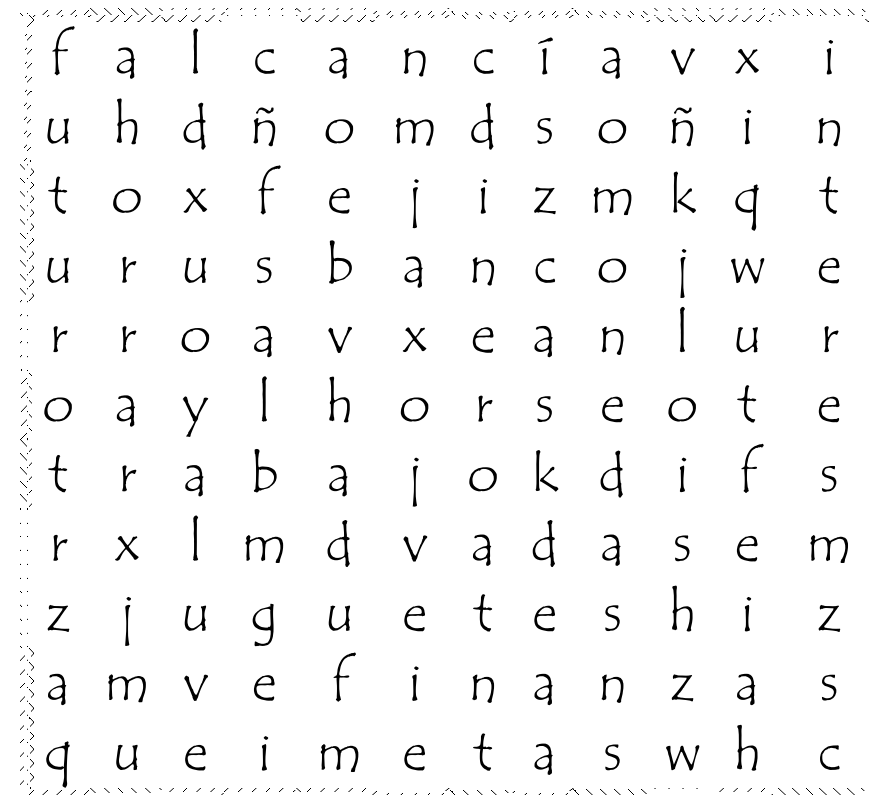 f a l c a n c í a v x i
u h d ñ o m d s o ñ i n
t o x f e j i z m k q t
u r u s b a n c o j w e
r r o a v x e a n l u r
o a y l h o r s e o t e
t r a b a j o k d i f s
r x l m d v a d a s e m
z j u g u e t e s h i z
a m v e f i n a n z a s
q u e i m e t a s w h c